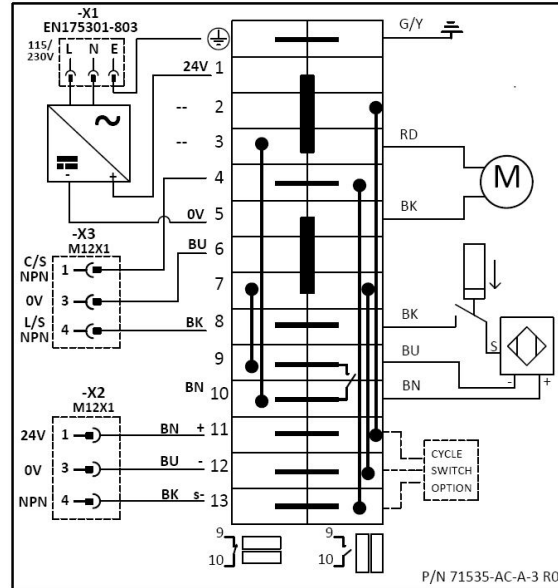 -X1
EN175301-803
115/
230V
L N E
- +
-X3
M12X1
C/S
NPN
1
0V
3
L/S
NPN
4
-X2
M12X1
24V
1
0V
3
NPN
4
24V 1
-- 2
-- 3
4
0V 5
BU 6
7
BK 8
9
BN 10
BN + 11
BU - 12
BK s- 13
G/Y
RD
M
BK
BK
S
BU
- +
BN
CYCLE
SWITCH
OPTION
9
10
9
10
P/N 71535-AC-A-3 R0